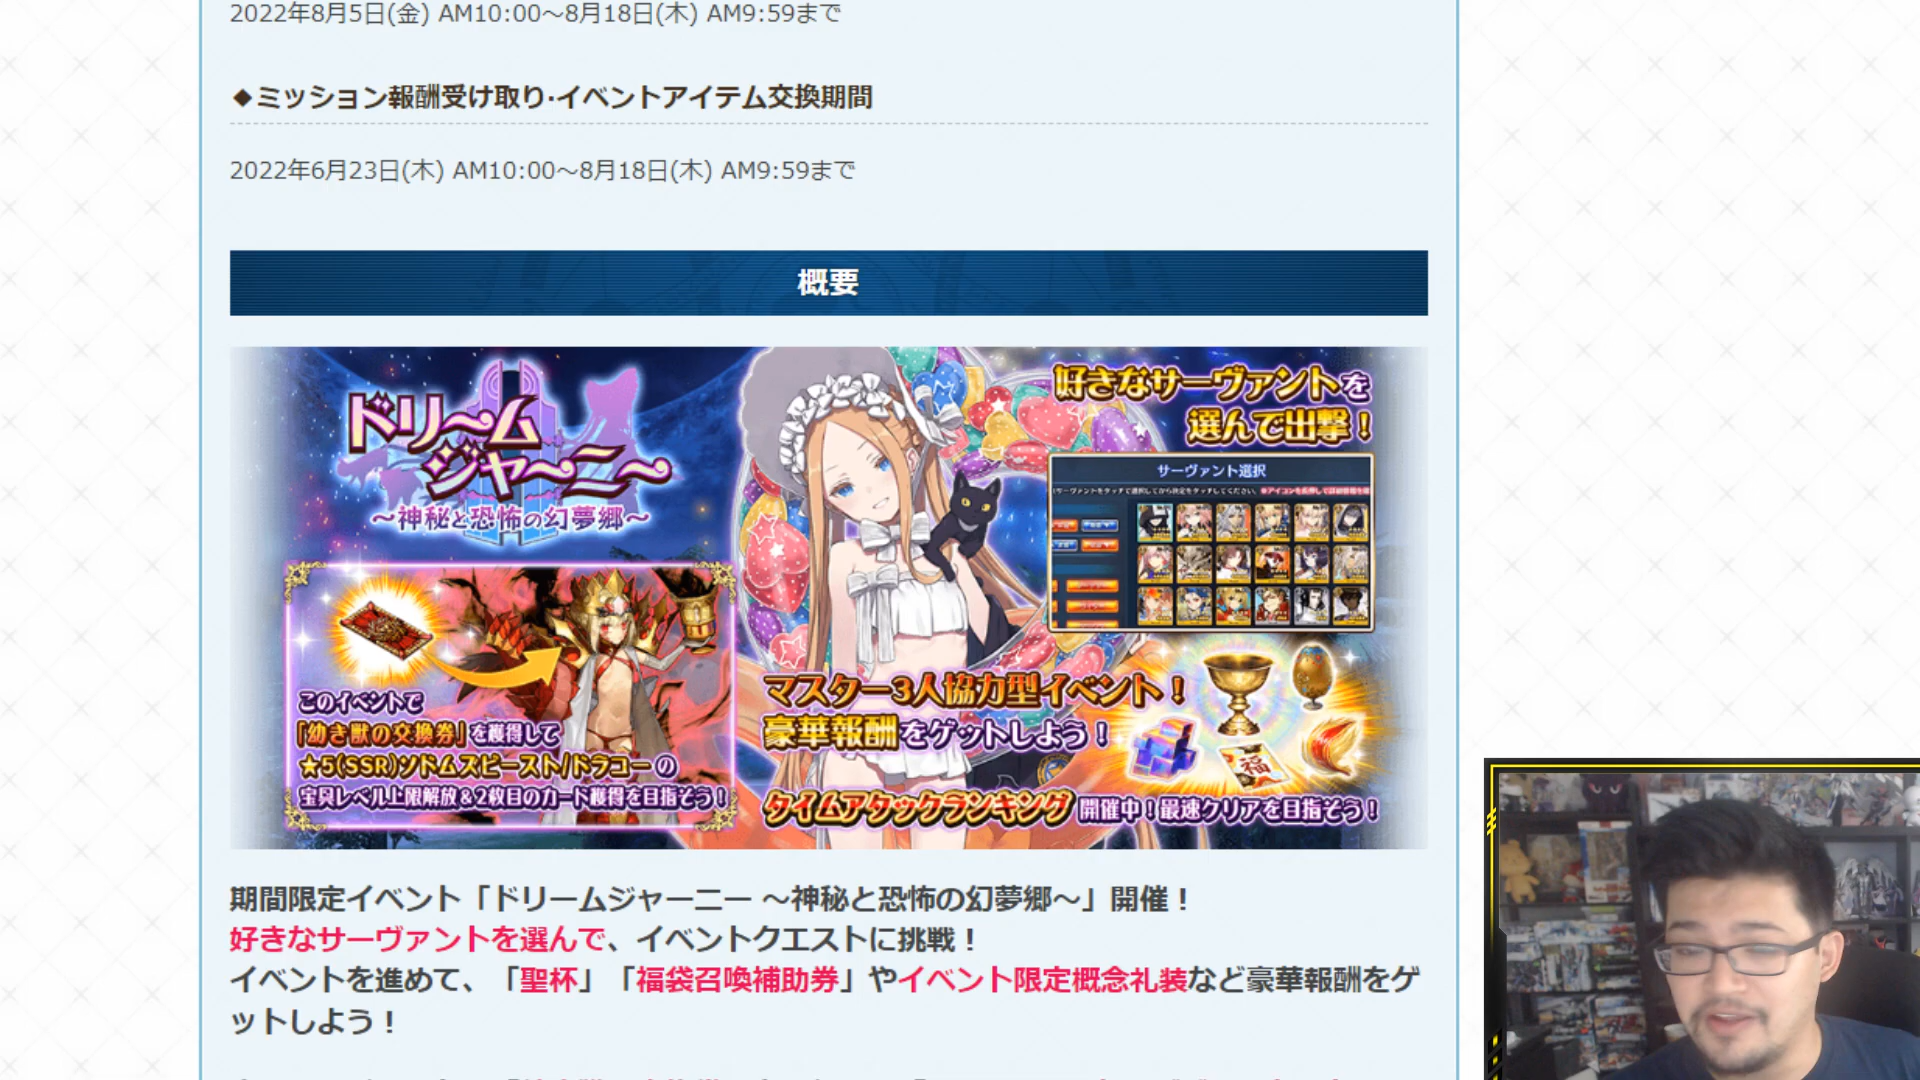 2022年8月5日(金) AM10:00～8月18日(木) AM9:59まで
◆ミッション報酬受け取り·イベントアイテム交換期間
2022年6月23日(木) AM10:00～8月18日(木) AM9:59まで
概要
ドリーム
ジャーニー
～神秘と恐怖の幻夢郷～
このイベントで
「幼き獣の交換券」を獲得して
★5(SSR)ソドムズビースト/ドラコーの
宝具レベル上限解放&2枚目のカード獲得を目指そう!
好きなサーヴァントを
選んで出撃!
サーヴァント選択
マスター3人協力型イベント!
豪華報酬をゲットしよう!
福
タイムアタックランキング開催中!最速クリアを目指そう!
期間限定イベント「ドリームジャーニー ～神秘と恐怖の幻夢郷～」開催！
好きなサーヴァントを選んで、イベントクエストに挑戦！
イベントを進めて、「聖杯」「福袋召喚補助券」やイベント限定概念礼装など豪華報酬をゲ
ットしよう！